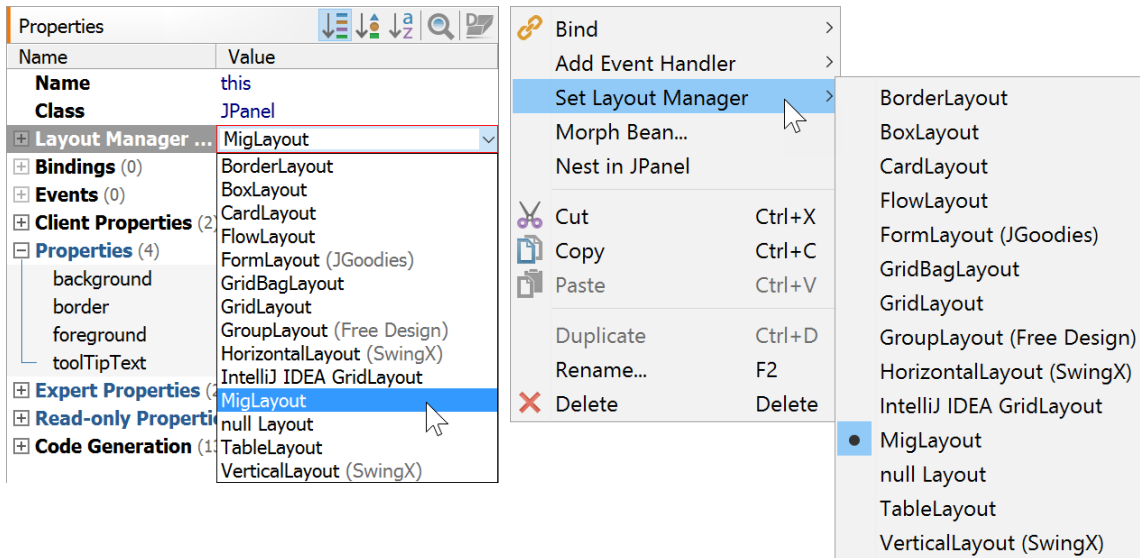 Properties
Name Value
Name this
Class JPanel
Layout Manager ... MigLayout
Bindings (0)
Events (0)
Client Properties (2)
Properties (4)
background
border
foreground
toolTipText
Expert Properties (2
Read-only Properti
Code Generation (13
BorderLayout
BoxLayout
CardLayout
FlowLayout
FormLayout (JGoodies)
GridBagLayout
GridLayout
GroupLayout (Free Design)
HorizontalLayout (SwingX)
IntelliJ IDEA GridLayout
MigLayout
null Layout
TableLayout
VerticalLayout (SwingX)
Bind
Add Event Handler
Set Layout Manager
Morph Bean...
Nest in JPanel
Cut Ctrl+X
Copy Ctrl+C
Paste Ctrl+V
Duplicate Ctrl+D
Rename... F2
Delete Delete
BorderLayout
BoxLayout
CardLayout
FlowLayout
FormLayout (JGoodies)
GridBagLayout
GridLayout
GroupLayout (Free Design)
HorizontalLayout (SwingX)
IntelliJ IDEA GridLayout
MigLayout
null Layout
TableLayout
VerticalLayout (SwingX)